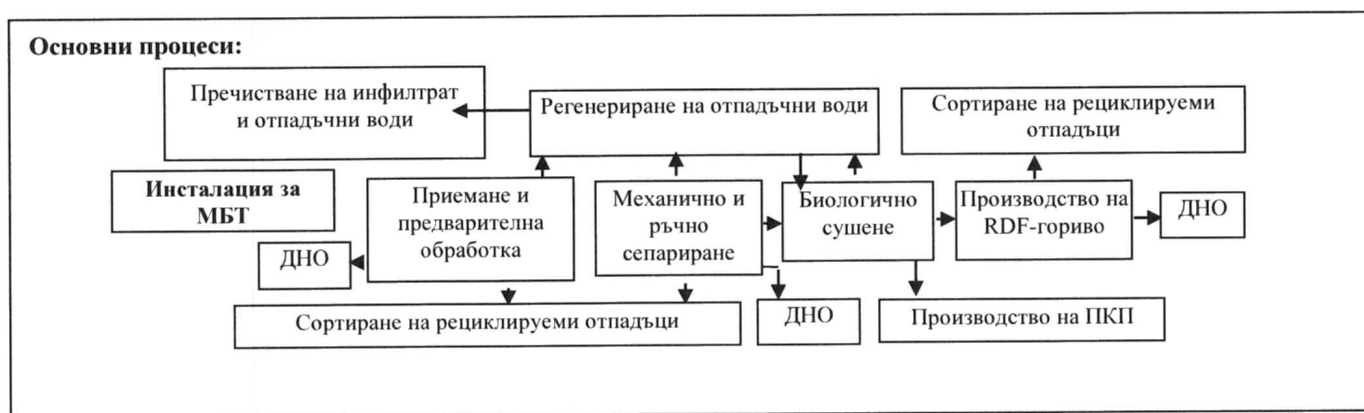 Основни процеси:
Пречистване на инфилтрат
и отпадъчни води
Регенериране на отпадъчни води
Сортиране на рециклируеми
отпадъци
Инсталация за
МБТ
Приемане и
предварителна
обработка
Механично и
ръчно
сепариране
Биологично
сушене
Производство на
RDF-гориво
ДНО
ДНО
Сортиране на рециклируеми отпадъци
ДНО
Производство на ПКП